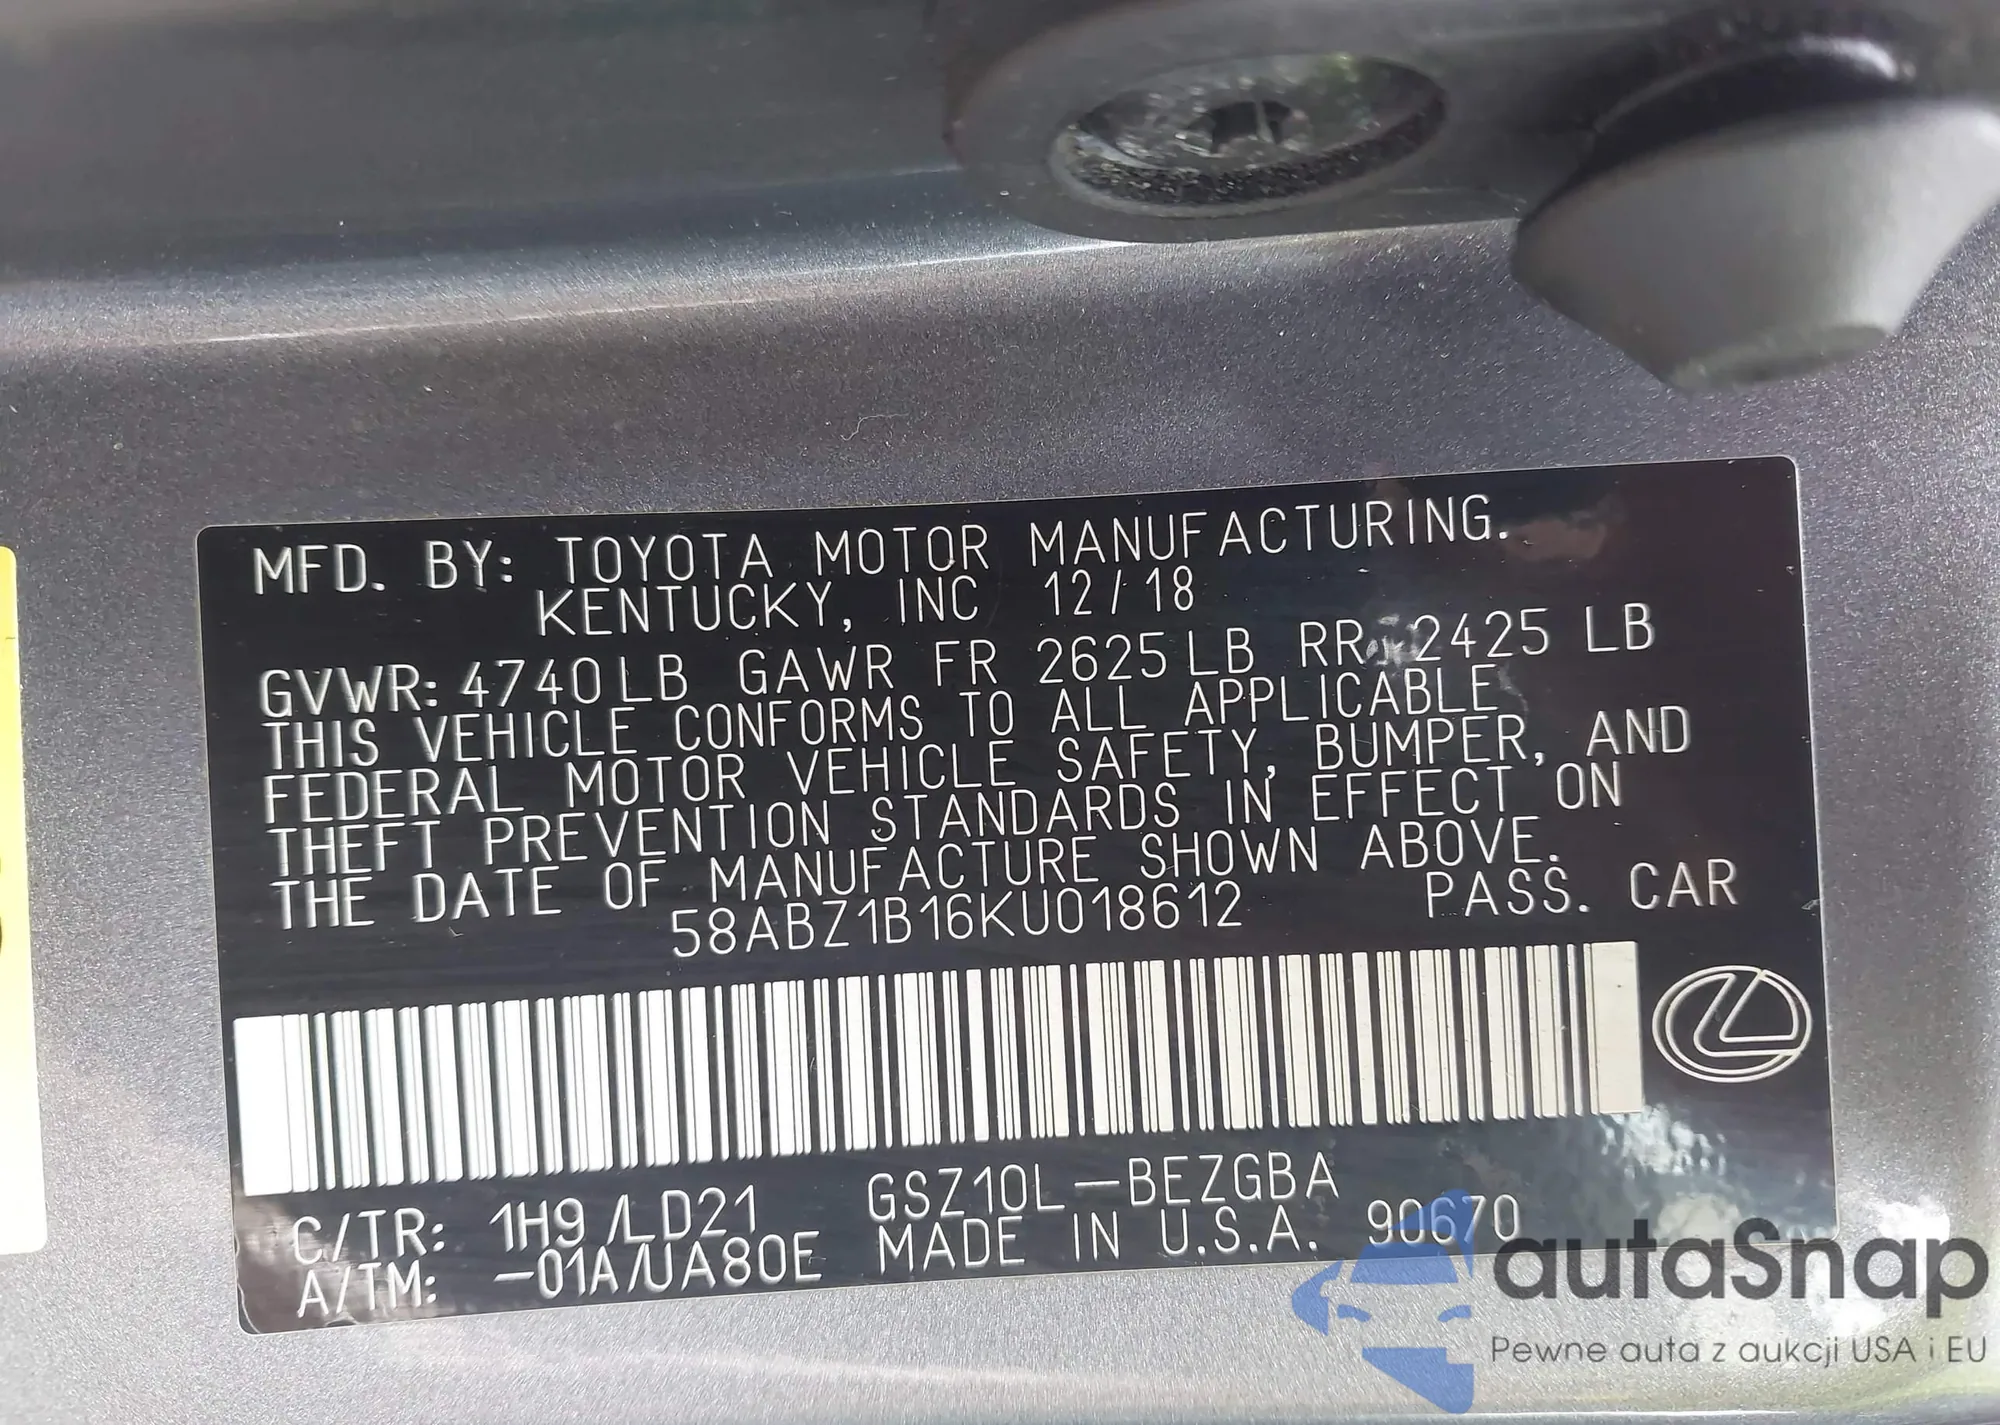 MFD. BY: TOYOTA MOTOR MANUFACTURING.
KENTUCKY, INC 12/18
GVWR: 4740LB GAWR FR 2625LB RR 2425 LB
THIS VEHICLE CONFORMS TO ALL APPLICABLE
FEDERAL MOTOR VEHICLE SAFETY, BUMPER, AND
THEFT PREVENTION STANDARDS IN EFFECT ON
THE DATE OF MANUFACTURE SHOWN ABOVE.
58ABZ1B16KU018612 PASS. CAR
C/TR: 1H9/LD21 GSZ10L-BEZGBA
A/TM: -01A/UA80E MADE IN U.S.A. 90670
autaSnap
Pewne auta z aukcji USA i EU